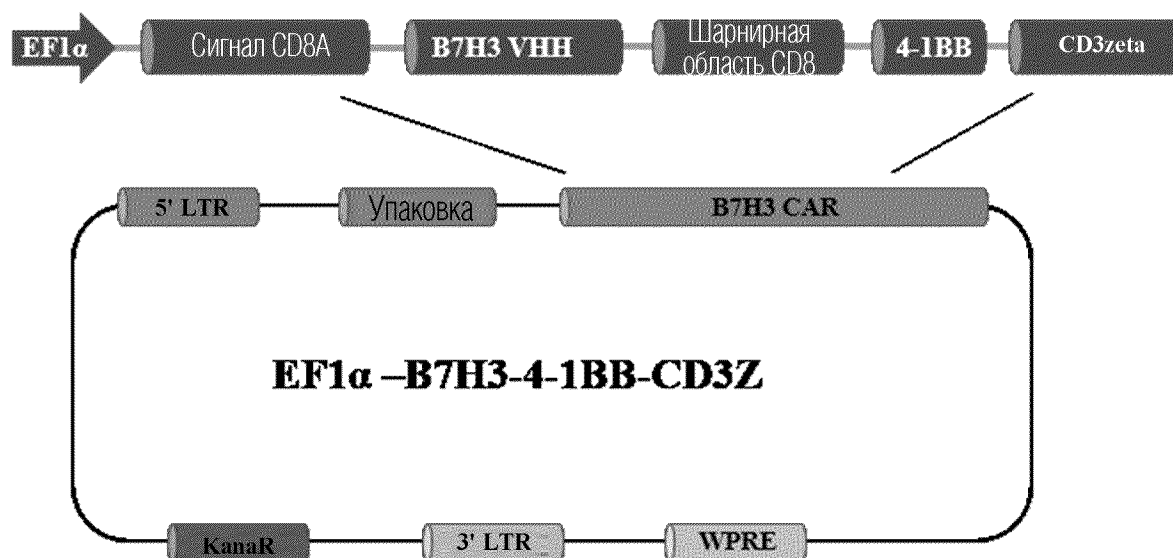 EF1α
Сигнал CD8A
B7H3 VHH
Шарнирная
область CD8
4-1BB
CD3zeta
5' LTR
Упаковка
B7H3 CAR
EF1α –B7H3-4-1BB-CD3Z
KanaR
3' LTR
WPRE